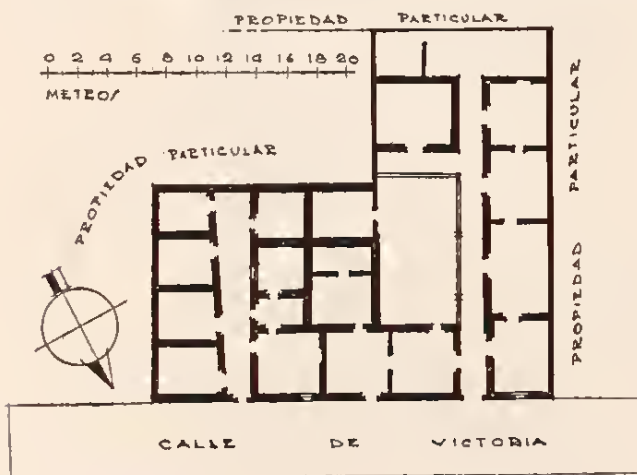 PROPIEDAD PARTICULAR
0 2 4 6 8 10 12 14 16 18 20
METROS
PROPIEDAD PARTICULAR
PROPIEDAD PARTICULAR
CALLE DE VICTORIA